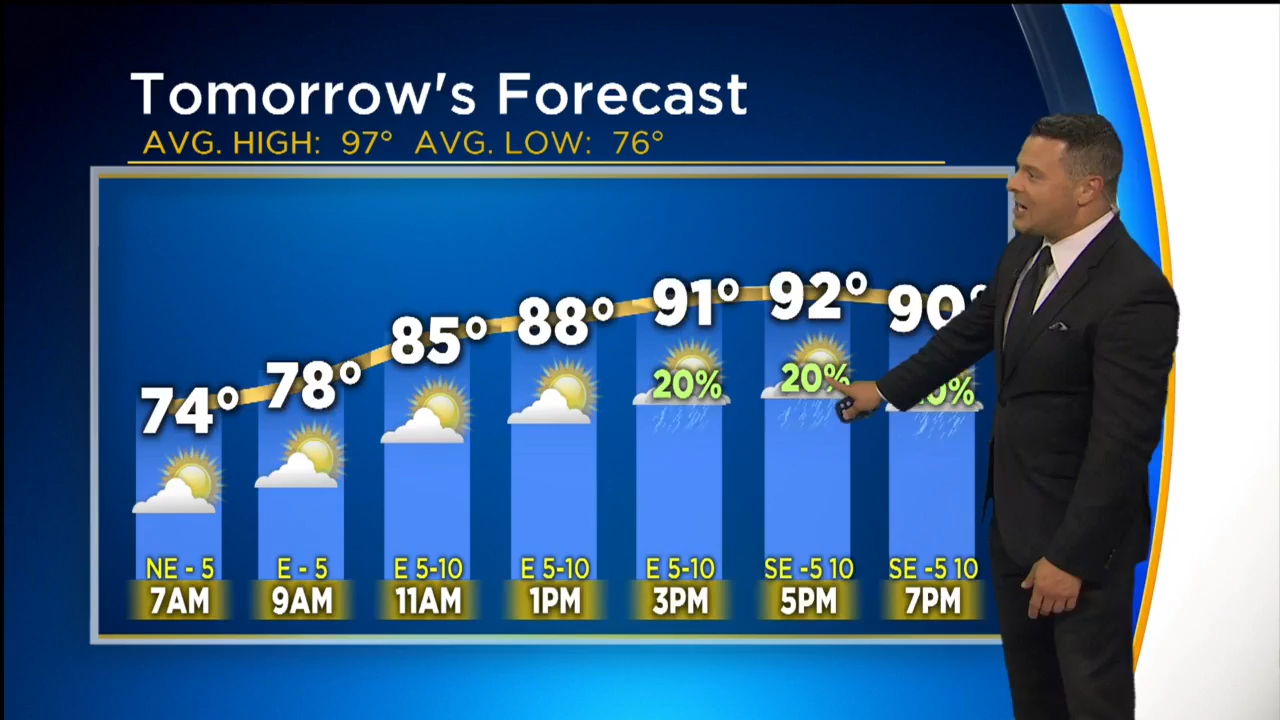 Tomorrow's Forecast
AVG. HIGH: 97° AVG. LOW: 76°
74° 78° 85° 88° 91° 92° 90°
20% 20%
NE - 5 E - 5 E 5-10 E 5-10 E 5-10 SE -5 10 SE -5 10
7AM 9AM 11AM 1PM 3PM 5PM 7PM